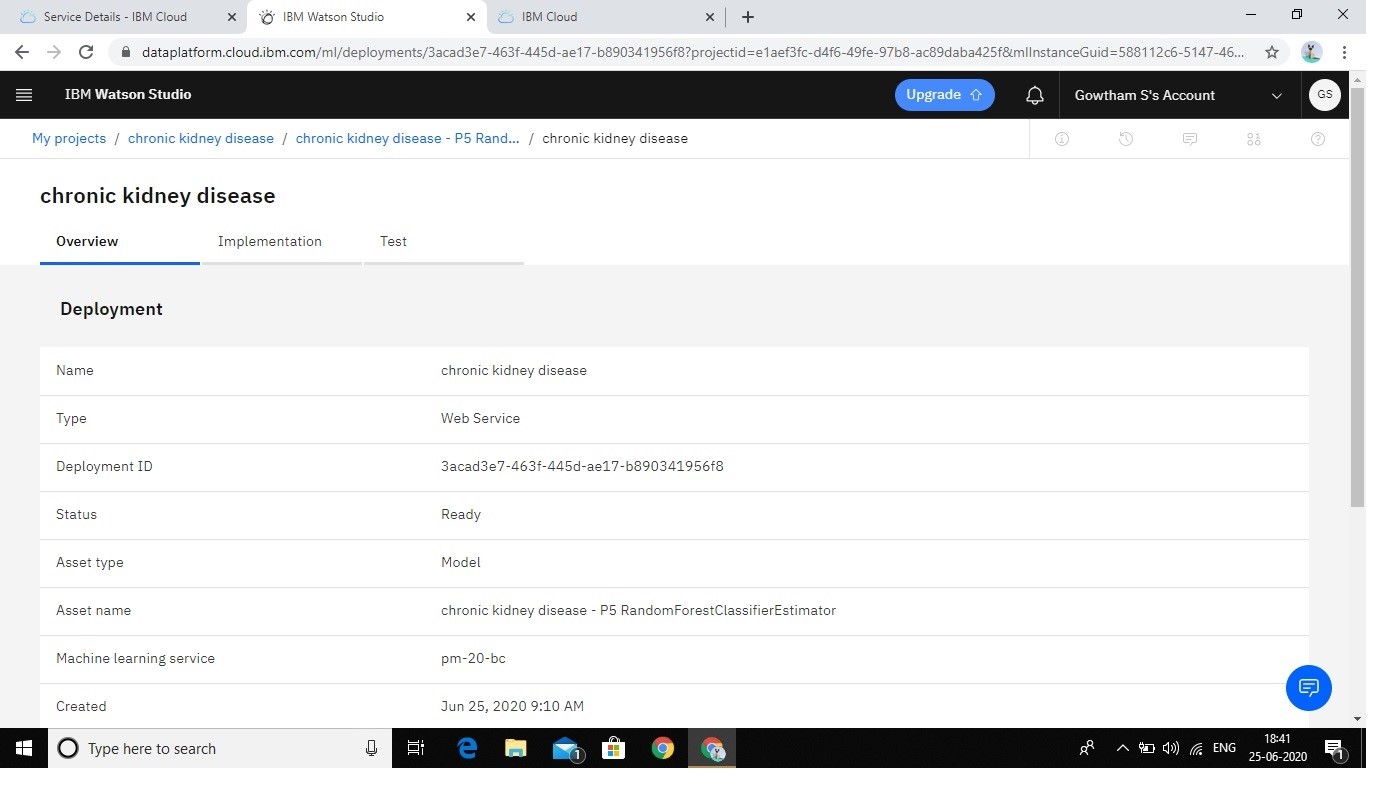 Service Details - IBM Cloud
IBM Watson Studio
IBM Cloud
dataplatform.cloud.ibm.com/ml/deployments/3acad3e7-463f-445d-ae17-b890341956f8?projectid=e1aef3fc-d4f6-49fe-97b8-ac89daba425f&mlInstanceGuid=588112c6-5147-46...
IBM Watson Studio
Upgrade
Gowtham S's Account
GS
My projects / chronic kidney disease / chronic kidney disease - P5 Rand... / chronic kidney disease
chronic kidney disease
Overview Implementation Test
Deployment
Name chronic kidney disease
Type Web Service
Deployment ID 3acad3e7-463f-445d-ae17-b890341956f8
Status Ready
Asset type Model
Asset name chronic kidney disease - P5 RandomForestClassifierEstimator
Machine learning service pm-20-bc
Created Jun 25, 2020 9:10 AM
Type here to search
1
ENG
18:41
25-06-2020
1